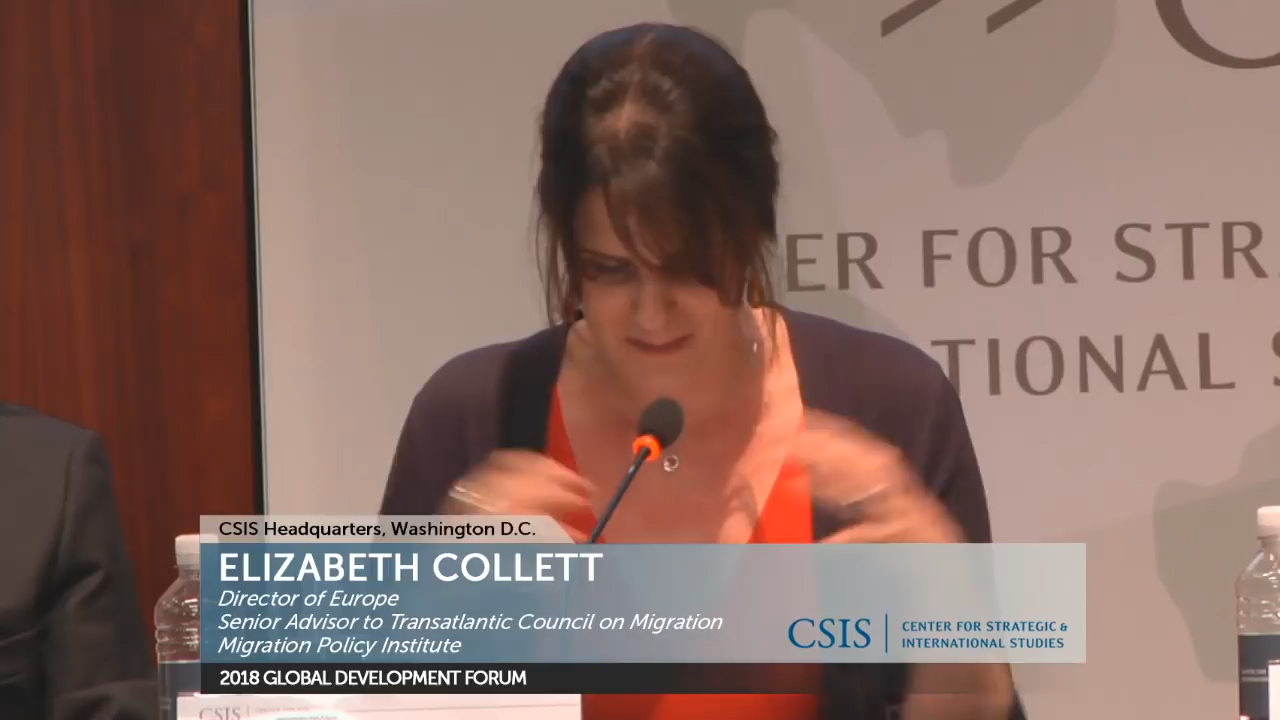 ER FOR STR
TIONAL S
CSIS Headquarters, Washington D.C.
ELIZABETH COLLETT
Director of Europe
Senior Advisor to Transatlantic Council on Migration
Migration Policy Institute
CSIS
CENTER FOR STRATEGIC &
INTERNATIONAL STUDIES
2018 GLOBAL DEVELOPMENT FORUM
CSIS